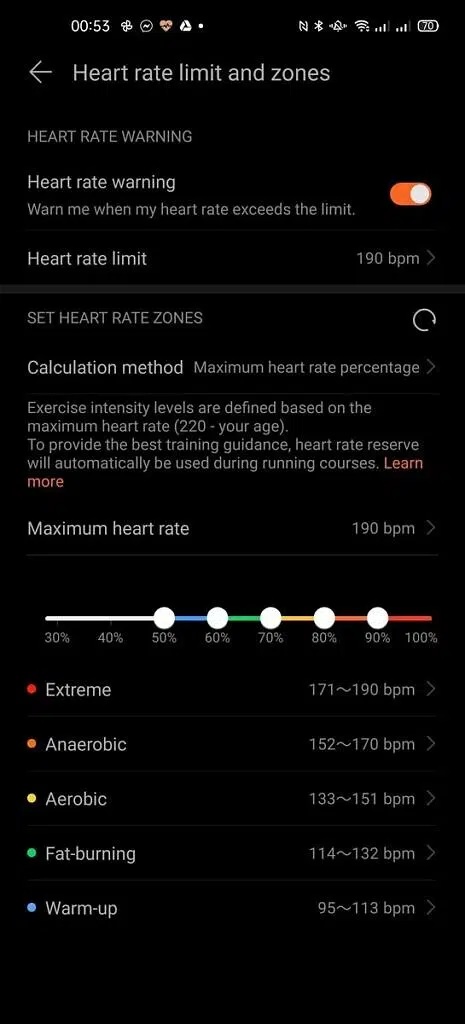 00:53
70
Heart rate limit and zones
HEART RATE WARNING
Heart rate warning
Warn me when my heart rate exceeds the limit.
Heart rate limit 190 bpm
SET HEART RATE ZONES
Calculation method Maximum heart rate percentage
Exercise intensity levels are defined based on the
maximum heart rate (220 - your age).
To provide the best training guidance, heart rate reserve
will automatically be used during running courses. Learn
more
Maximum heart rate 190 bpm
30% 40% 50% 60% 70% 80% 90% 100%
Extreme 171～190 bpm
Anaerobic 152～170 bpm
Aerobic 133～151 bpm
Fat-burning 114～132 bpm
Warm-up 95～113 bpm